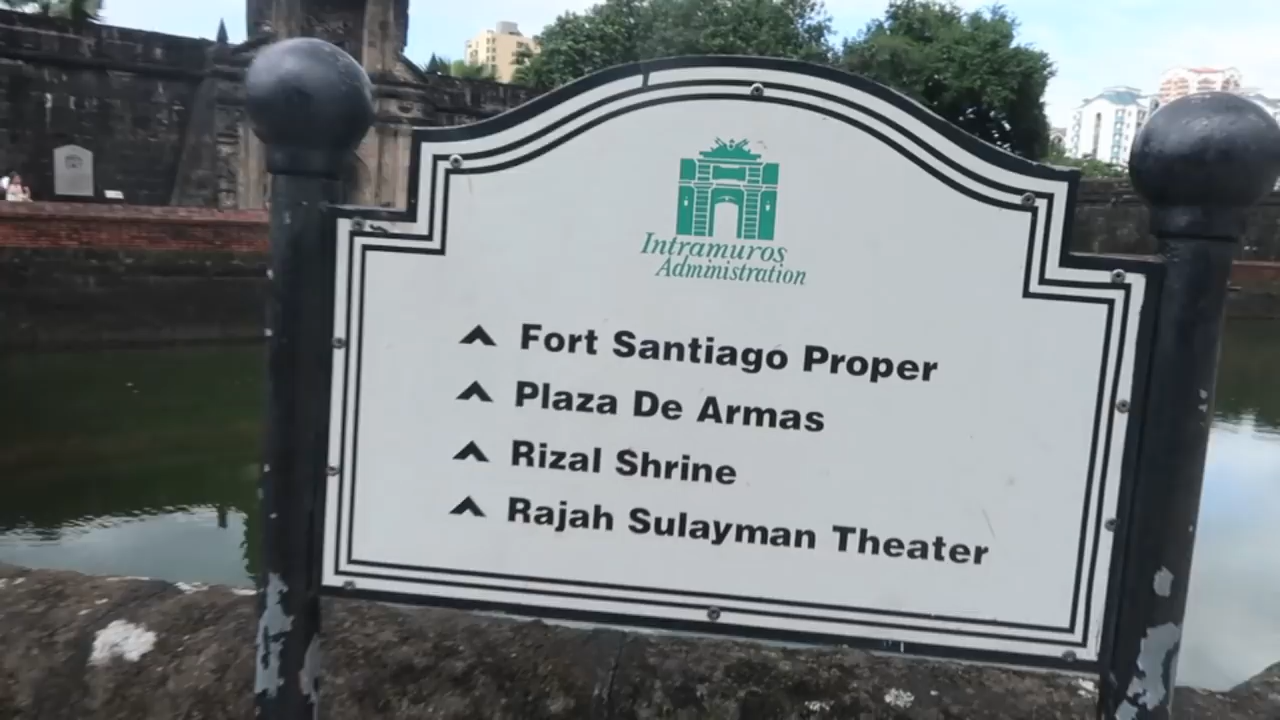 Intramuros
Administration
Fort Santiago Proper
Plaza De Armas
Rizal Shrine
Rajah Sulayman Theater